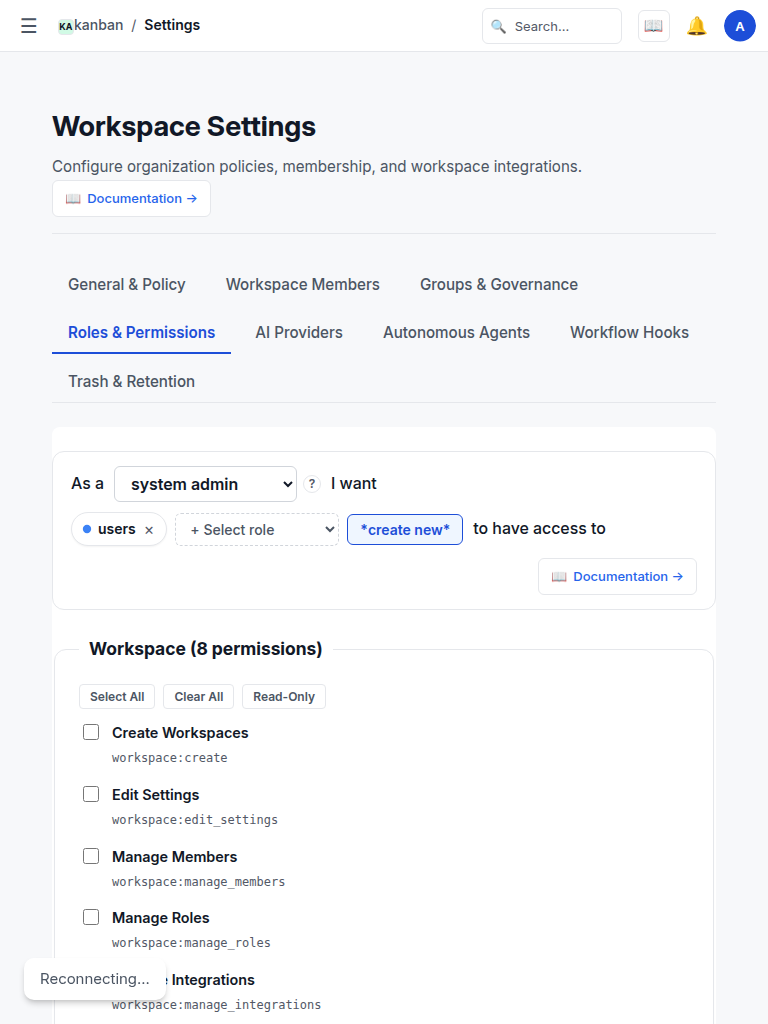 ☰ KA kanban / Settings 🔍 Search... 📖 🔔 A
Workspace Settings
Configure organization policies, membership, and workspace integrations.
📖 Documentation →
General & Policy Workspace Members Groups & Governance
Roles & Permissions AI Providers Autonomous Agents Workflow Hooks
Trash & Retention
As a system admin ? I want
users × + Select role *create new* to have access to
📖 Documentation →
Workspace (8 permissions)
Select All Clear All Read-Only
Create Workspaces
workspace:create
Edit Settings
workspace:edit_settings
Manage Members
workspace:manage_members
Manage Roles
workspace:manage_roles
Reconnecting...
Integrations
workspace:manage_integrations